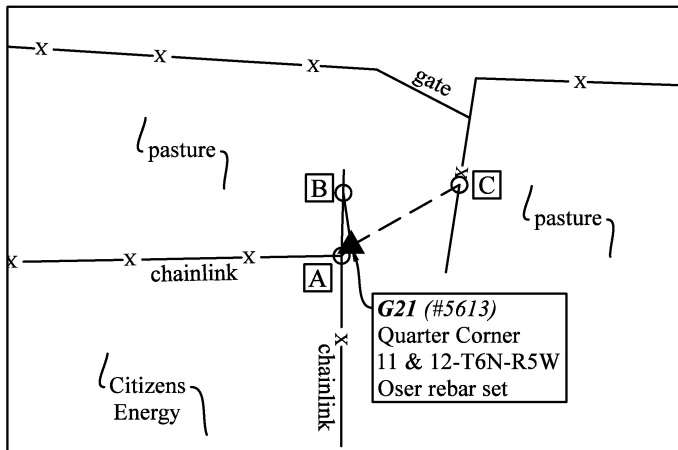 X
X
X
X
gate
X
pasture
B
C
pasture
X
X
X
chainlink
A
G21 (#5613)
Quarter Corner
11 & 12-T6N-R5W
Oser rebar set
X
chainlink
Citizens
Energy